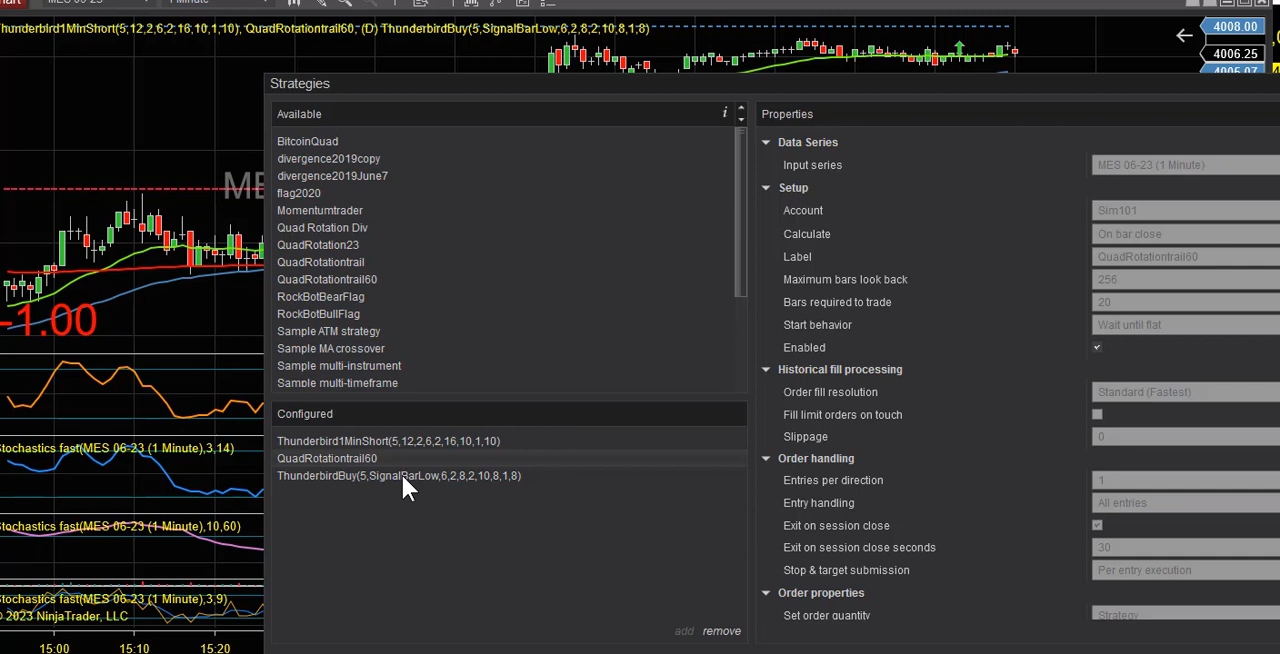 MES 06-23
1 Minute
Thunderbird1MinShort(5,12,2,6,2,16,10,1,10), QuadRotationtrail60, (D) ThunderbirdBuy(5,SignalBarLow,6,2,8,2,10,8,1,8)
4008.00
4006.25
4005.07
Strategies
Available
i
BitcoinQuad
divergence2019copy
divergence2019June7
flag2020
Momentumtrader
Quad Rotation Div
QuadRotation23
QuadRotationtrail
QuadRotationtrail60
RockBotBearFlag
RockBotBullFlag
Sample ATM strategy
Sample MA crossover
Sample multi-instrument
Sample multi-timeframe
Configured
Thunderbird1MinShort(5,12,2,6,2,16,10,1,10)
QuadRotationtrail60
ThunderbirdBuy(5,SignalBarLow,6,2,8,2,10,8,1,8)
add remove
Properties
Data Series
Input series MES 06-23 (1 Minute)
Setup
Account Sim101
Calculate On bar close
Label QuadRotationtrail60
Maximum bars look back 256
Bars required to trade 20
Start behavior Wait until flat
Enabled
Historical fill processing
Order fill resolution Standard (Fastest)
Fill limit orders on touch
Slippage 0
Order handling
Entries per direction 1
Entry handling All entries
Exit on session close
Exit on session close seconds 30
Stop & target submission Per entry execution
Order properties
Set order quantity Strategy
ME
-1.00
Stochastics fast(MES 06-23 (1 Minute),3,14)
Stochastics fast(MES 06-23 (1 Minute),10,60)
Stochastics fast(MES 06-23 (1 Minute),3,9)
© 2023 NinjaTrader, LLC
15:00 15:10 15:20